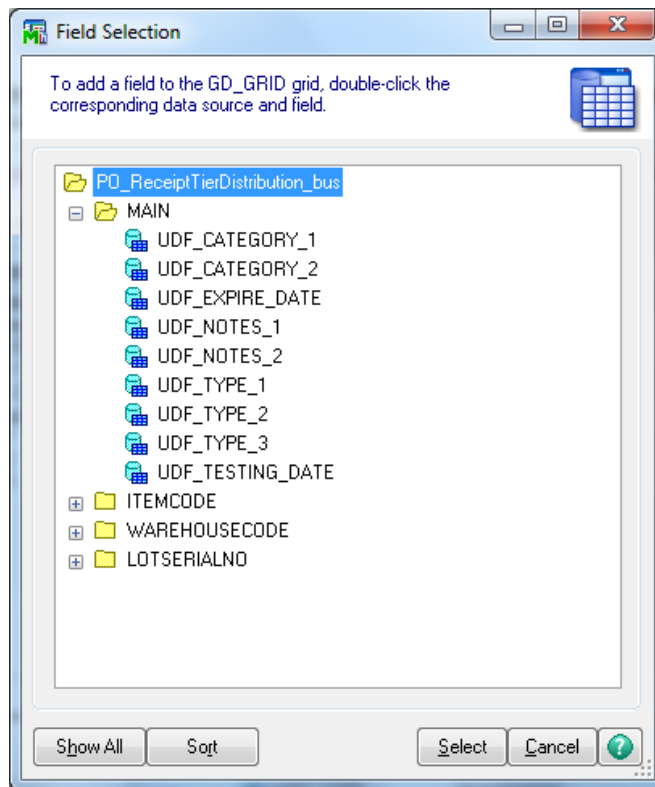 Field Selection
To add a field to the GD_GRID grid, double-click the
corresponding data source and field.
PO_ReceiptTierDistribution_bus
MAIN
UDF_CATEGORY_1
UDF_CATEGORY_2
UDF_EXPIRE_DATE
UDF_NOTES_1
UDF_NOTES_2
UDF_TYPE_1
UDF_TYPE_2
UDF_TYPE_3
UDF_TESTING_DATE
ITEMCODE
WAREHOUSECODE
LOTSERIALNO
Show All Sort Select Cancel ?